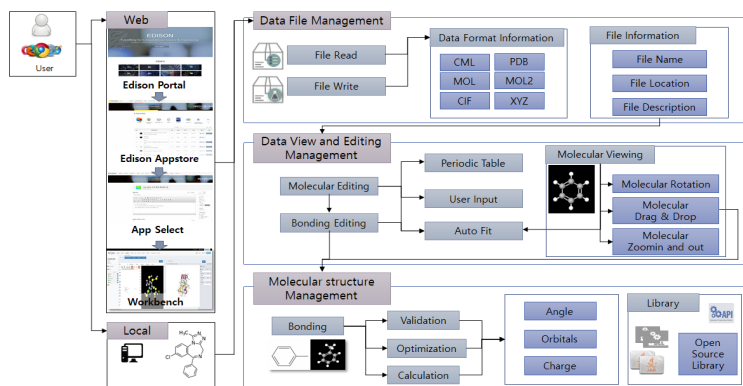 User
Web
EDISON
Edison Portal
Edison Appstore
App Select
Workbench
Local
H₃C
N
N
N
N
Cl
Data File Management
File Read
File Write
Data Format Information
CML
PDB
MOL
MOL2
CIF
XYZ
File Information
File Name
File Location
File Description
Data View and Editing
Management
Molecular Editing
Bonding Editing
Periodic Table
User Input
Auto Fit
Molecular Viewing
Molecular Rotation
Molecular
Drag & Drop
Molecular
Zoomin and out
Molecular structure
Management
Bonding
Validation
Optimization
Calculation
Angle
Orbitals
Charge
Library
API
Open
Source
Library